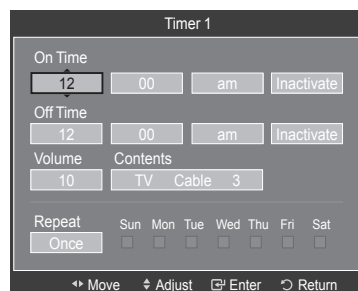 Timer 1
On Time
12 00 am Inactivate
Off Time
12 00 am Inactivate
Volume Contents
10 TV Cable 3
Repeat Sun Mon Tue Wed Thu Fri Sat
Once
Move Adjust Enter Return